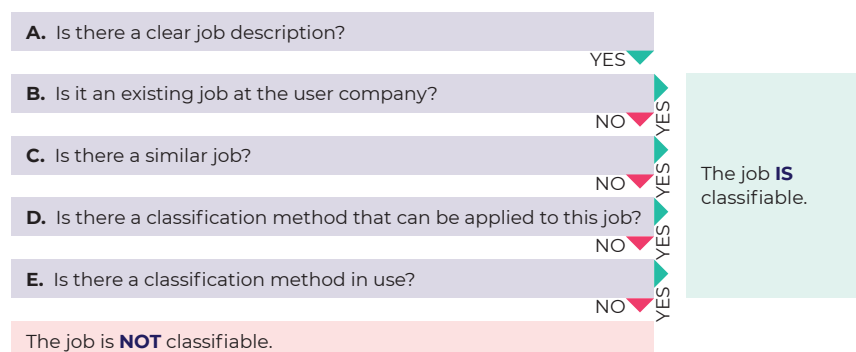 A. Is there a clear job description?
YES
B. Is it an existing job at the user company?
NO
YES
C. Is there a similar job?
NO
YES
D. Is there a classification method that can be applied to this job?
NO
YES
E. Is there a classification method in use?
NO
YES
The job is NOT classifiable.
The job IS
classifiable.